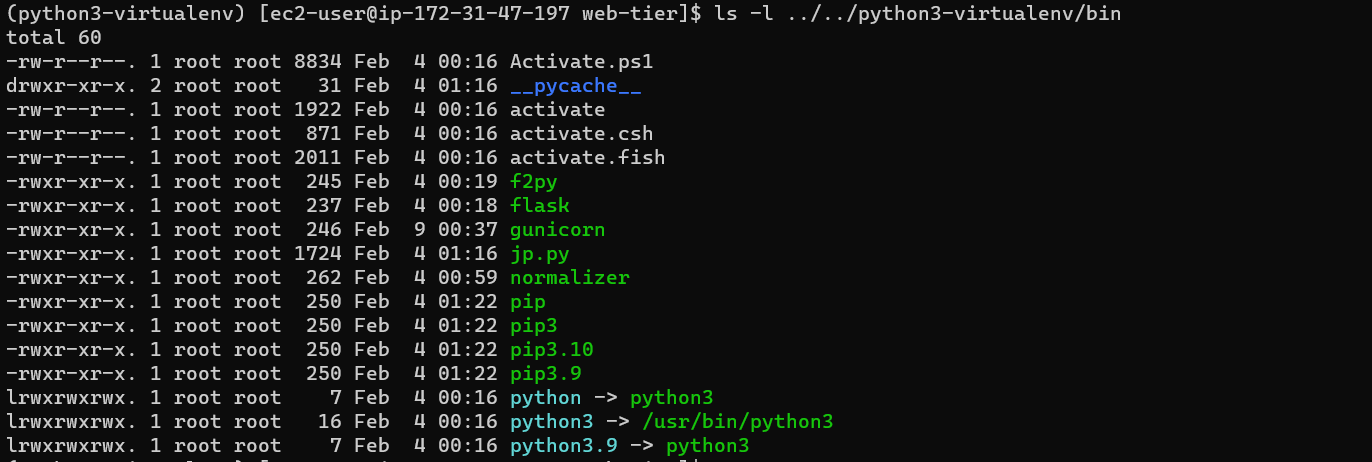 (python3-virtualenv) [ec2-user@ip-172-31-47-197 web-tier]$ ls -l ../../python3-virtualenv/bin
total 60
-rw-r--r--. 1 root root 8834 Feb  4 00:16 Activate.ps1
drwxr-xr-x. 2 root root   31 Feb  4 01:16 __pycache__
-rw-r--r--. 1 root root 1922 Feb  4 00:16 activate
-rw-r--r--. 1 root root  871 Feb  4 00:16 activate.csh
-rw-r--r--. 1 root root 2011 Feb  4 00:16 activate.fish
-rwxr-xr-x. 1 root root  245 Feb  4 00:19 f2py
-rwxr-xr-x. 1 root root  237 Feb  4 00:18 flask
-rwxr-xr-x. 1 root root  246 Feb  9 00:37 gunicorn
-rwxr-xr-x. 1 root root 1724 Feb  4 01:16 jp.py
-rwxr-xr-x. 1 root root  262 Feb  4 00:59 normalizer
-rwxr-xr-x. 1 root root  250 Feb  4 01:22 pip
-rwxr-xr-x. 1 root root  250 Feb  4 01:22 pip3
-rwxr-xr-x. 1 root root  250 Feb  4 01:22 pip3.10
-rwxr-xr-x. 1 root root  250 Feb  4 01:22 pip3.9
lrwxrwxrwx. 1 root root    7 Feb  4 00:16 python -> python3
lrwxrwxrwx. 1 root root   16 Feb  4 00:16 python3 -> /usr/bin/python3
lrwxrwxrwx. 1 root root    7 Feb  4 00:16 python3.9 -> python3